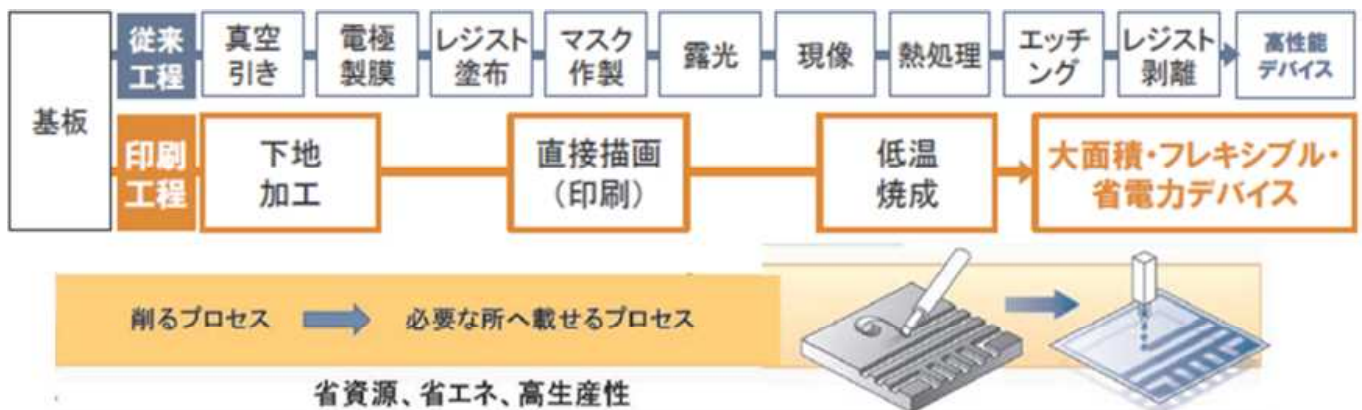 基板
従来
工程
真空
引き
電極
製膜
レジスト
塗布
マスク
作製
露光
現像
熱処理
エッチ
ング
レジスト
剥離
高性能
デバイス
印刷
工程
下地
加工
直接描画
（印刷）
低温
焼成
大面積・フレキシブル・
省電力デバイス
削るプロセス
必要な所へ載せるプロセス
省資源、省エネ、高生産性